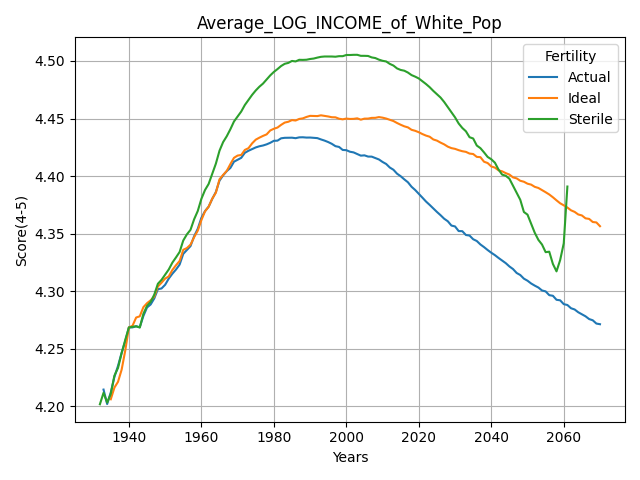 Average_LOG_INCOME_of_White_Pop
Fertility
Actual
Ideal
Sterile
Score(4-5)
4.50
4.45
4.40
4.35
4.30
4.25
4.20
1940 1960 1980 2000 2020 2040 2060
Years